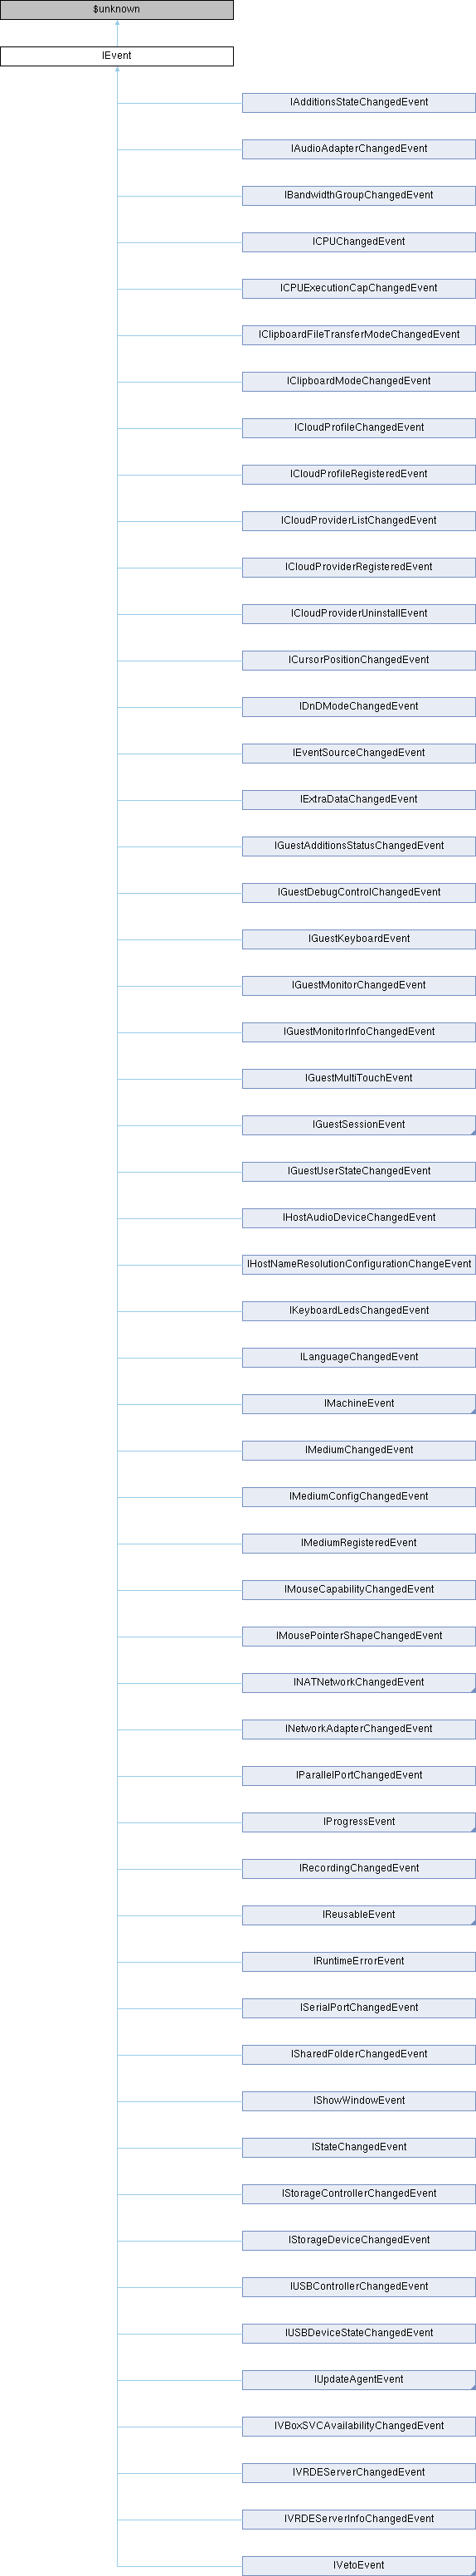 $unknown
IEvent
IAdditionsStateChangedEvent
IAudioAdapterChangedEvent
IBandwidthGroupChangedEvent
ICPUChangedEvent
ICPUExecutionCapChangedEvent
IClipboardFileTransferModeChangedEvent
IClipboardModeChangedEvent
ICloudProfileChangedEvent
ICloudProfileRegisteredEvent
ICloudProviderListChangedEvent
ICloudProviderRegisteredEvent
ICloudProviderUninstallEvent
ICursorPositionChangedEvent
IDnDModeChangedEvent
IEventSourceChangedEvent
IExtraDataChangedEvent
IGuestAdditionsStatusChangedEvent
IGuestDebugControlChangedEvent
IGuestKeyboardEvent
IGuestMonitorChangedEvent
IGuestMonitorInfoChangedEvent
IGuestMultiTouchEvent
IGuestSessionEvent
IGuestUserStateChangedEvent
IHostAudioDeviceChangedEvent
IHostNameResolutionConfigurationChangeEvent
IKeyboardLedsChangedEvent
ILanguageChangedEvent
IMachineEvent
IMediumChangedEvent
IMediumConfigChangedEvent
IMediumRegisteredEvent
IMouseCapabilityChangedEvent
IMousePointerShapeChangedEvent
INATNetworkChangedEvent
INetworkAdapterChangedEvent
IParallelPortChangedEvent
IProgressEvent
IRecordingChangedEvent
IReusableEvent
IRuntimeErrorEvent
ISerialPortChangedEvent
ISharedFolderChangedEvent
IShowWindowEvent
IStateChangedEvent
IStorageControllerChangedEvent
IStorageDeviceChangedEvent
IUSBControllerChangedEvent
IUSBDeviceStateChangedEvent
IUpdateAgentEvent
IVBoxSVCAvailabilityChangedEvent
IVRDEServerChangedEvent
IVRDEServerInfoChangedEvent
IVetoEvent